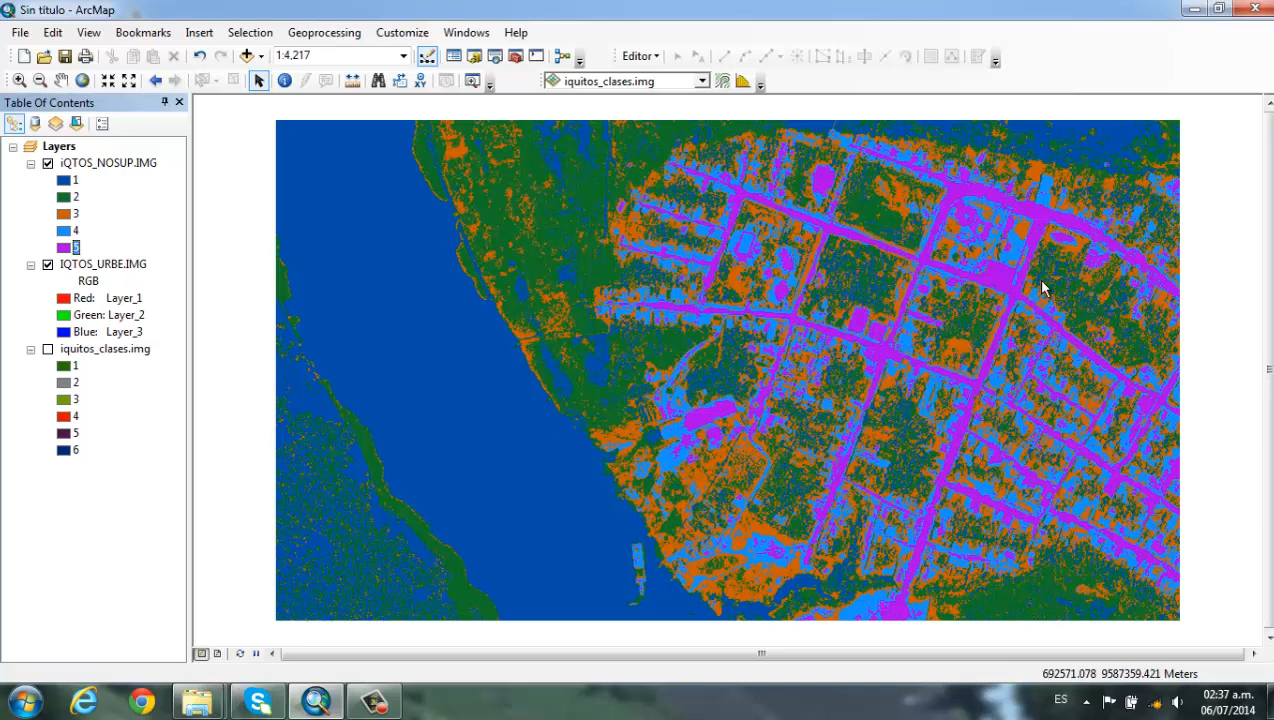 Sin título - ArcMap
File Edit View Bookmarks Insert Selection Geoprocessing Customize Windows Help
1:4,217 Editor
iquitos_clases.img
Table Of Contents
Layers
iQTOS_NOSUP.IMG
1
2
3
4
5
IQTOS_URBE.IMG
RGB
Red: Layer_1
Green: Layer_2
Blue: Layer_3
iquitos_clases.img
1
2
3
4
5
6
692571.078 9587359.421 Meters
ES
02:37 a.m.
06/07/2014